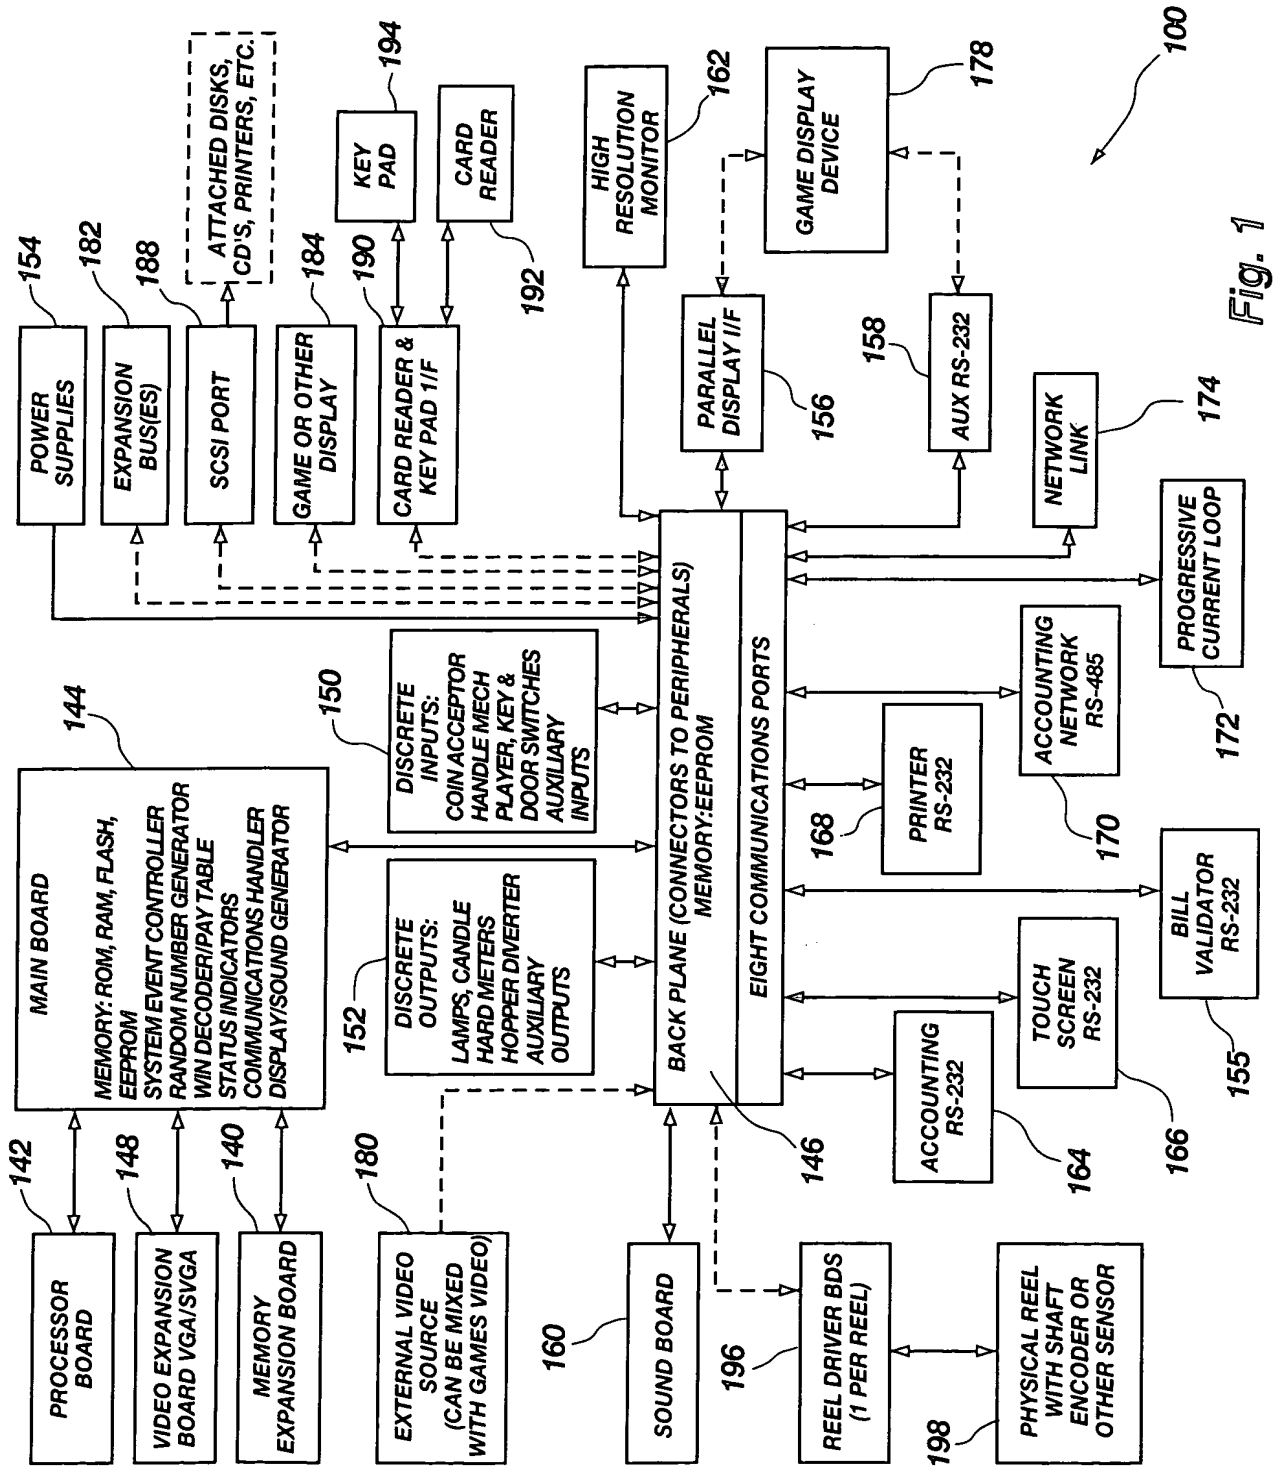 142
PROCESSOR
BOARD
148
VIDEO EXPANSION
BOARD VGA/SVGA
140
MEMORY
EXPANSION BOARD
144
MAIN BOARD
MEMORY: ROM, RAM, FLASH,
EEPROM
SYSTEM EVENT CONTROLLER
RANDOM NUMBER GENERATOR
WIN DECODER/PAY TABLE
STATUS INDICATORS
COMMUNICATIONS HANDLER
DISPLAY/SOUND GENERATOR
154
POWER
SUPPLIES
182
EXPANSION
BUS(ES)
188
SCSI PORT
ATTACHED DISKS,
CD'S, PRINTERS, ETC.
184
GAME OR OTHER
DISPLAY
190
CARD READER &
KEY PAD 1/F
194
KEY
PAD
CARD
READER
192
180
EXTERNAL VIDEO
SOURCE
(CAN BE MIXED
WITH GAMES VIDEO)
152
DISCRETE
OUTPUTS:
LAMPS, CANDLE
HARD METERS
HOPPER DIVERTER
AUXILIARY
OUTPUTS
150
DISCRETE
INPUTS:
COIN ACCEPTOR
HANDLE MECH
PLAYER, KEY &
DOOR SWITCHES
AUXILIARY
INPUTS
160
SOUND BOARD
BACK PLANE (CONNECTORS TO PERIPHERALS)
MEMORY:EEPROM
EIGHT COMMUNICATIONS PORTS
146
HIGH
RESOLUTION
MONITOR
162
PARALLEL
DISPLAY I/F
156
GAME DISPLAY
DEVICE
178
158
AUX RS-232
196
REEL DRIVER BDS
(1 PER REEL)
198
PHYSICAL REEL
WITH SHAFT
ENCODER OR
OTHER SENSOR
ACCOUNTING
RS-232
164
TOUCH
SCREEN
RS-232
166
BILL
VALIDATOR
RS-232
155
168
PRINTER
RS-232
ACCOUNTING
NETWORK
RS-485
170
PROGRESSIVE
CURRENT LOOP
172
NETWORK
LINK
174
100
Fig. 1